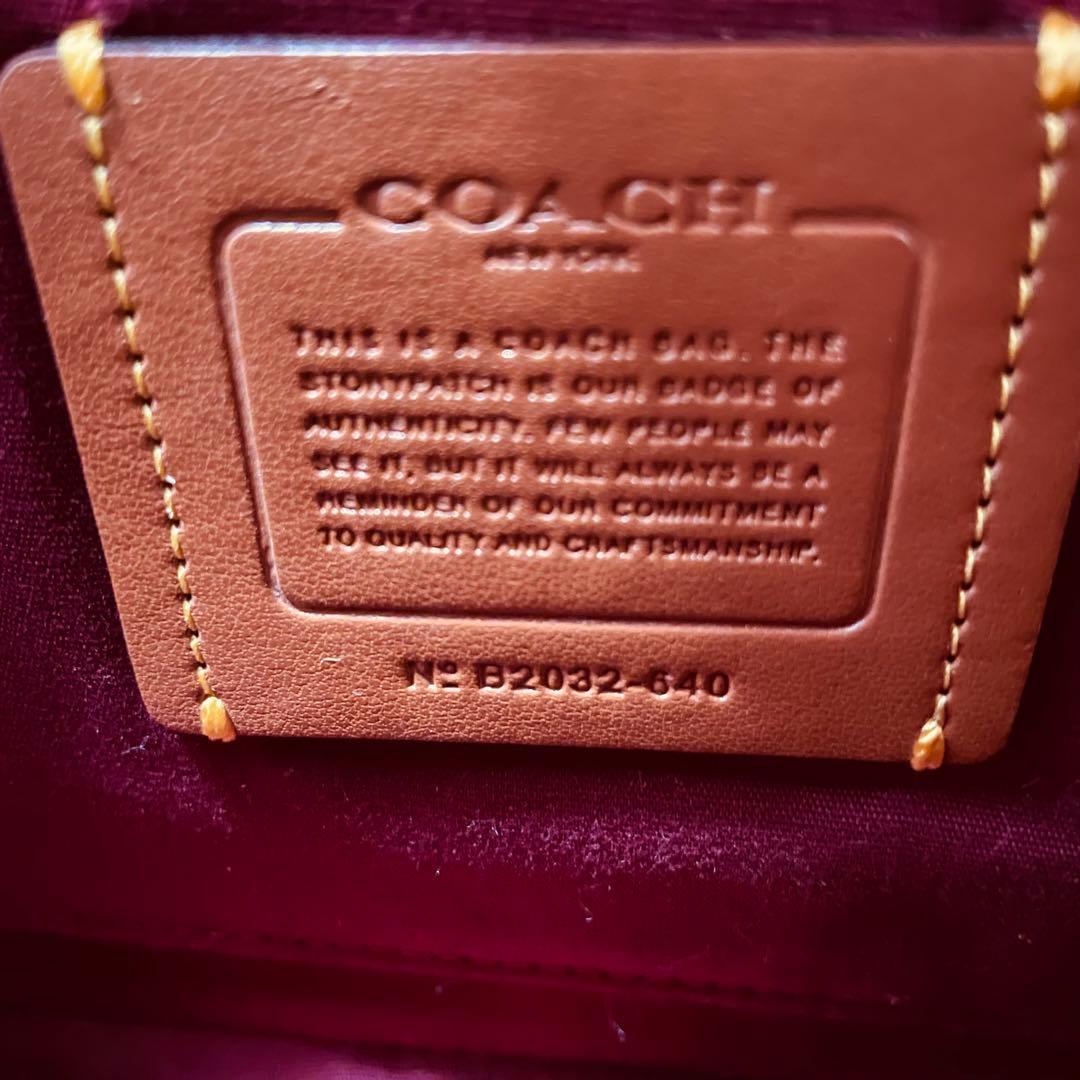 COACH
NEW YORK
THIS IS A COACH BAG. THE
STORYPATCH IS OUR BADGE OF
AUTHENTICITY. FEW PEOPLE MAY
SEE IT, BUT IT WILL ALWAYS BE A
REMINDER OF OUR COMMITMENT
TO QUALITY AND CRAFTSMANSHIP.
Nº B2032-640